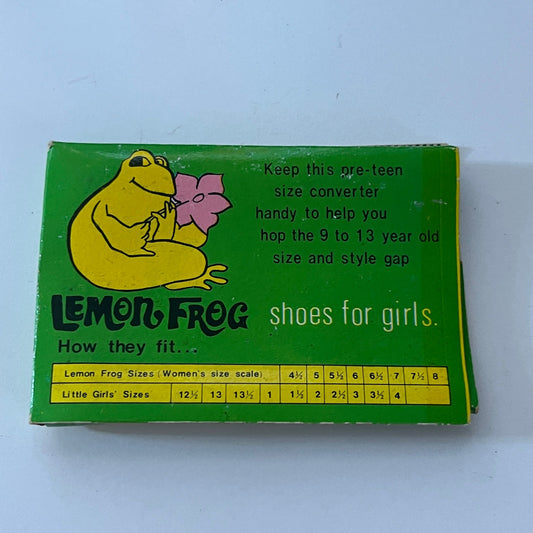 Keep this pre-teen
size converter
handy to help you
hop the 9 to 13 year old
size and style gap
LEMON FROG shoes for girls.
How they fit...
Lemon Frog Sizes (Women's size scale) 4½ 5 5½ 6 6½ 7 7½ 8
Little Girls' Sizes 12½ 13 13½ 1 1½ 2 2½ 3 3½ 4